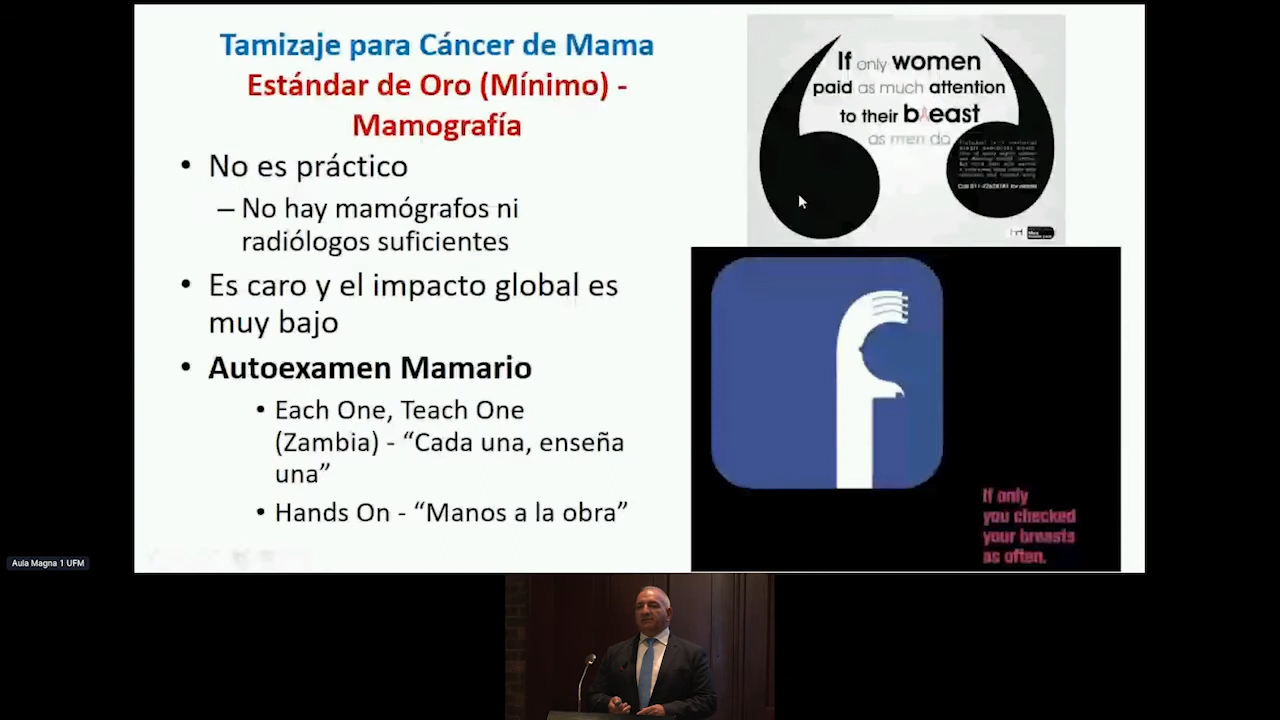 Tamizaje para Cáncer de Mama
Estándar de Oro (Mínimo) -
Mamografía
• No es práctico
– No hay mamógrafos ni
radiólogos suficientes
• Es caro y el impacto global es
muy bajo
• Autoexamen Mamario
• Each One, Teach One
(Zambia) - “Cada una, enseña
una”
• Hands On - “Manos a la obra”
If only women
paid as much attention
to their bAeast
as men do
If only
you checked
your breasts
as often.
Aula Magna 1 UFM